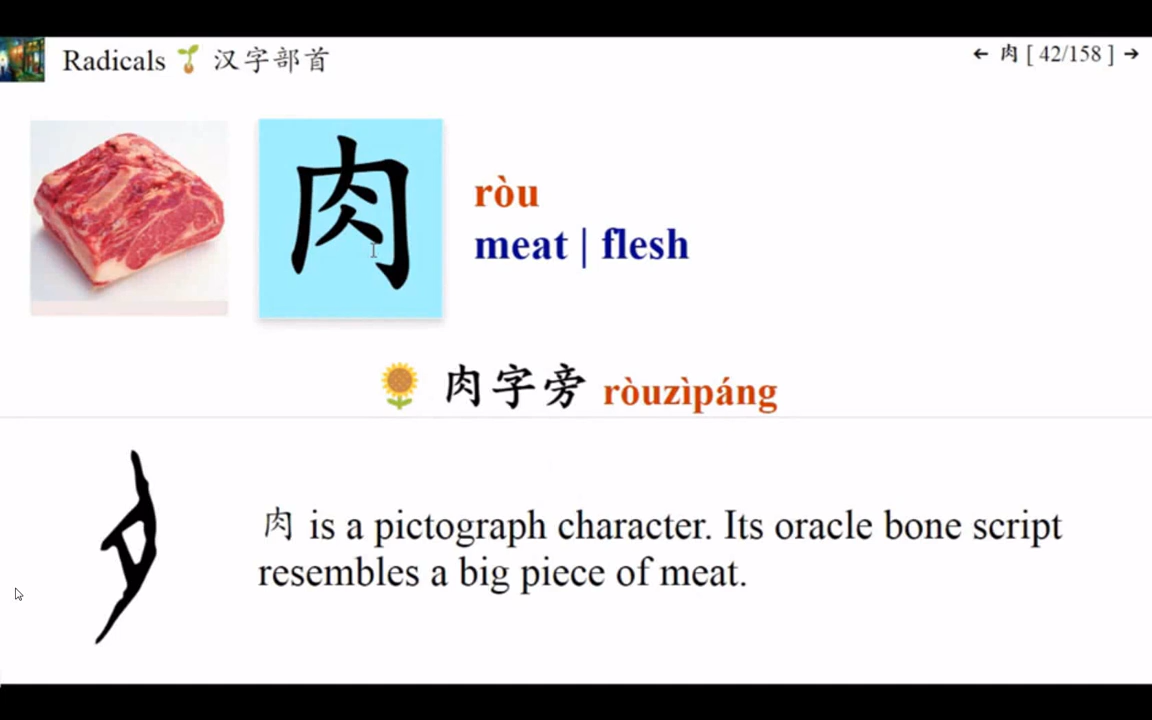 Radicals 🌱 汉字部首
← 肉 [ 42/158 ] →
肉
ròu
meat | flesh
🌻 肉字旁 ròuzìpáng
肉 is a pictograph character. Its oracle bone script
resembles a big piece of meat.